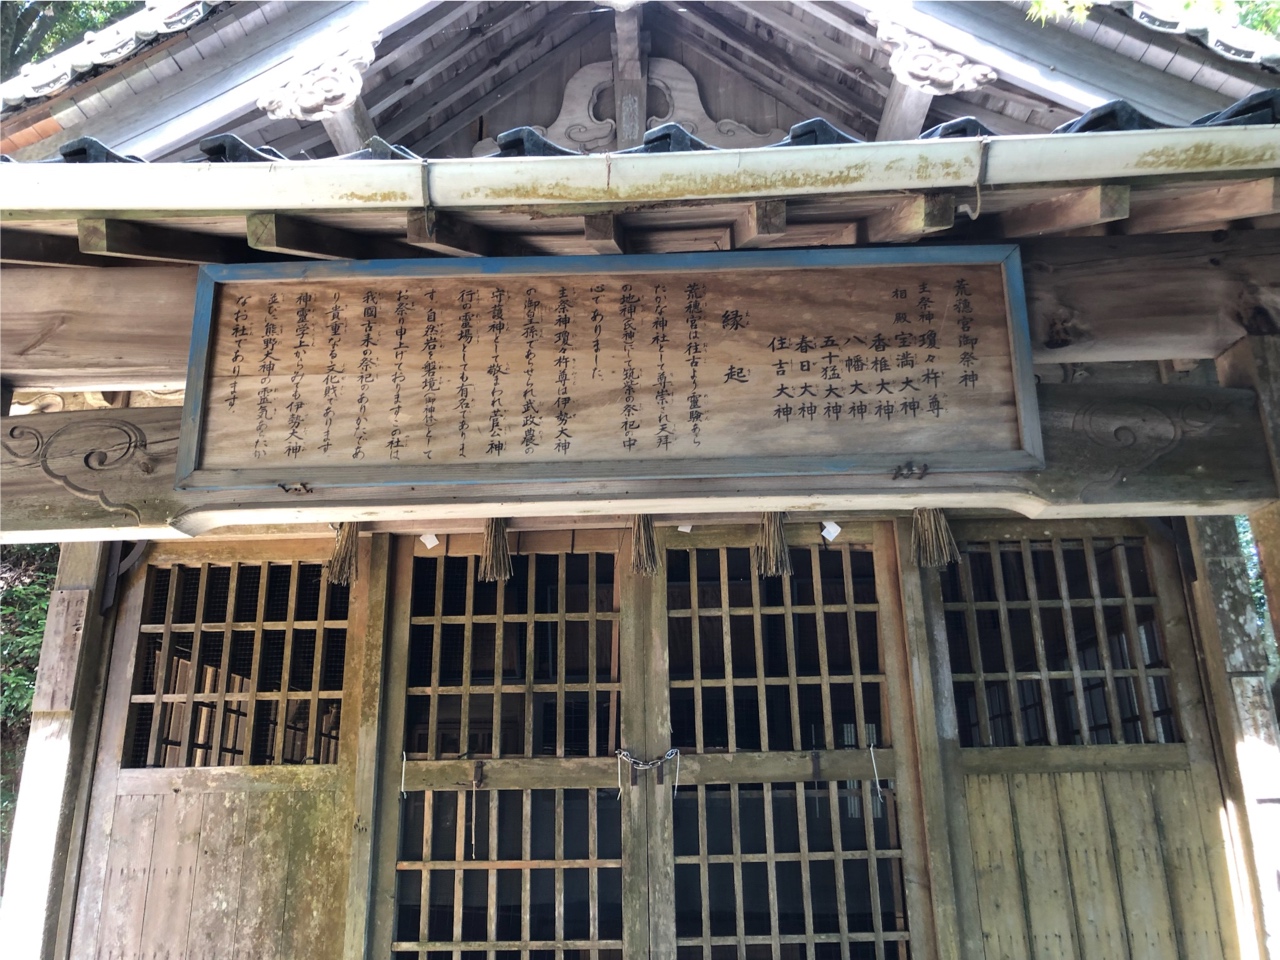 荒穂宮御祭神
主祭神 瓊々杵尊
相殿 宝満大神
香椎大神
八幡大神
五十猛大神
春日大神
住吉大神
縁起
荒穂宮は往古より霊験あら
たかな神社として尊崇され天拝
の地神氏神にして筑紫の祭祀の中
心でありました
主祭神瓊々杵尊は伊勢大神
の御皇孫であせられ武政農の
守護神として敬まわれ菅公神
行の霊場としても有名でありま
す 自然岩を磐境(御神体)として
お祭り申上げております この社は
我國古来の祭祀のありかたであ
り貴重なる文化財であります
神霊学上からみても伊勢大神
並を 熊野大神の霊気あらたか
なお社であります